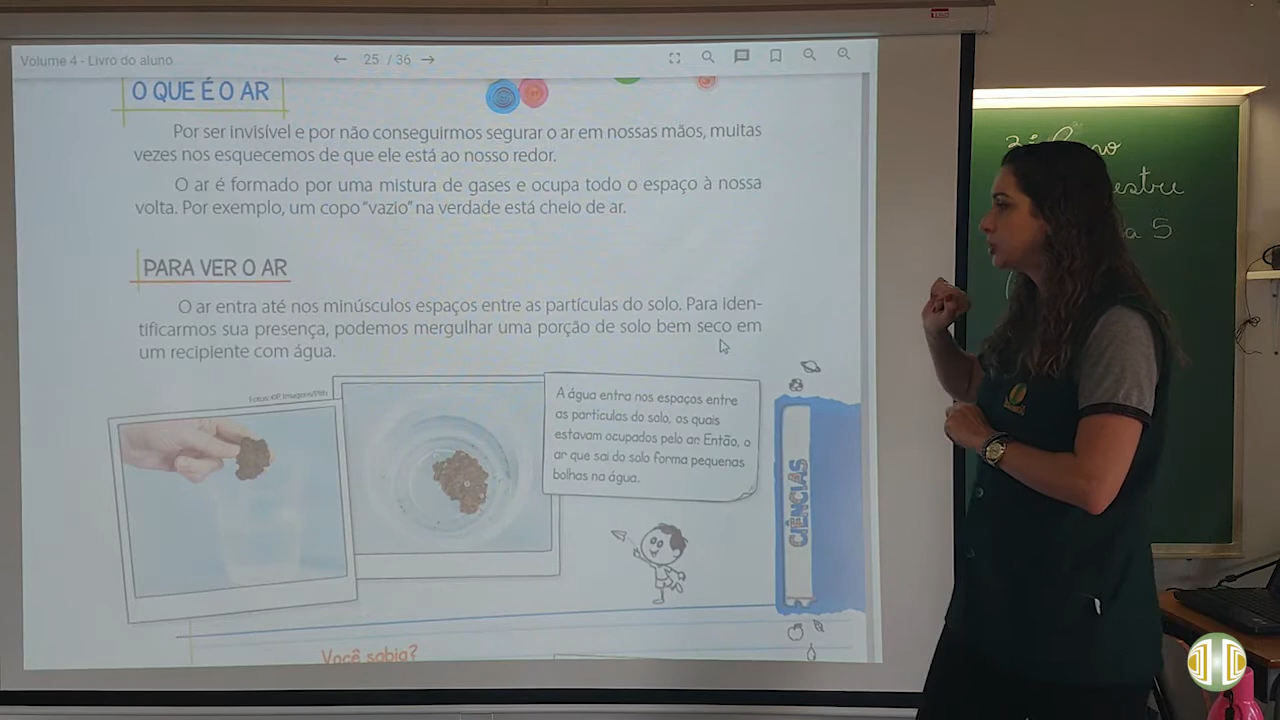 Volume 4 - Livro do aluno
25 / 36
O QUE É O AR
Por ser invisível e por não conseguirmos segurar o ar em nossas mãos, muitas
vezes nos esquecemos de que ele está ao nosso redor.
O ar é formado por uma mistura de gases e ocupa todo o espaço à nossa
volta. Por exemplo, um copo "vazio" na verdade está cheio de ar.
PARA VER O AR
O ar entra até nos minúsculos espaços entre as partículas do solo. Para iden-
tificarmos sua presença, podemos mergulhar uma porção de solo bem seco em
um recipiente com água.
A água entra nos espaços entre
as partículas do solo, os quais
estavam ocupados pelo ar. Então, o
ar que sai do solo forma pequenas
bolhas na água.
CIÊNCIAS
Você sabia?
5